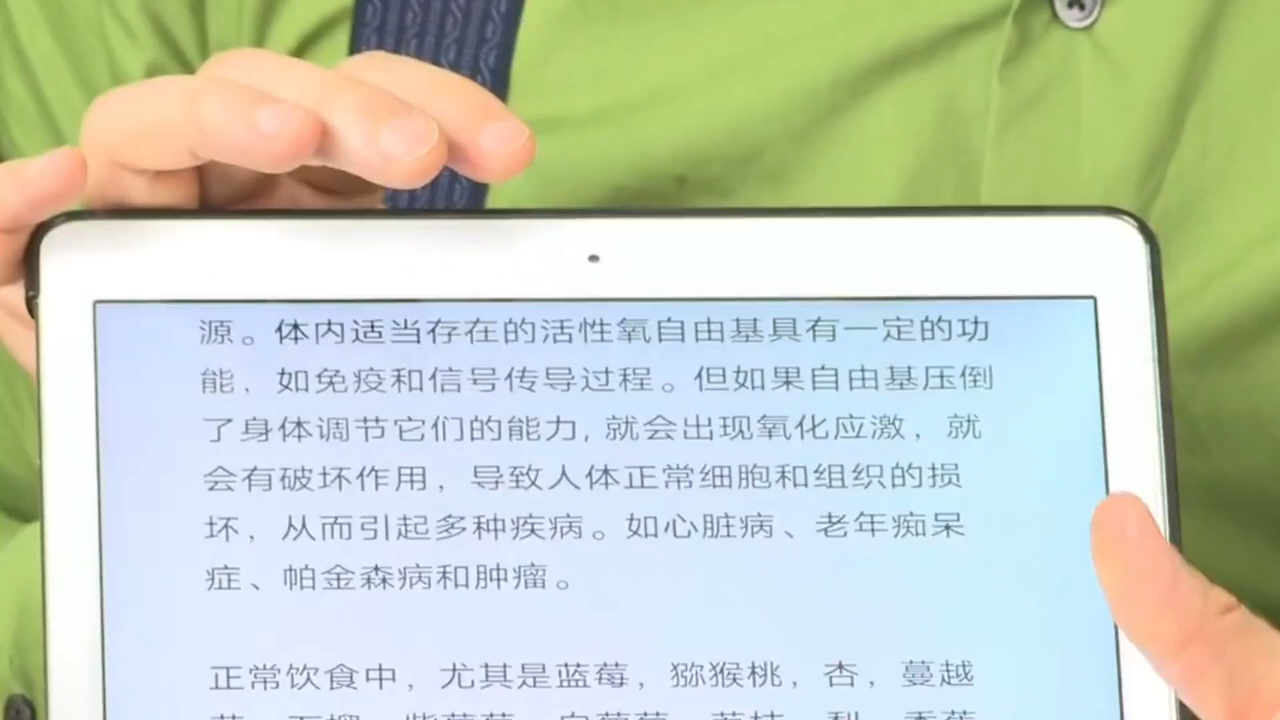 源。体内适当存在的活性氧自由基具有一定的功
能，如免疫和信号传导过程。但如果自由基压倒
了身体调节它们的能力, 就会出现氧化应激，就
会有破坏作用，导致人体正常细胞和组织的损
坏，从而引起多种疾病。如心脏病、老年痴呆
症、帕金森病和肿瘤。
正常饮食中，尤其是蓝莓，猕猴桃，杏，蔓越